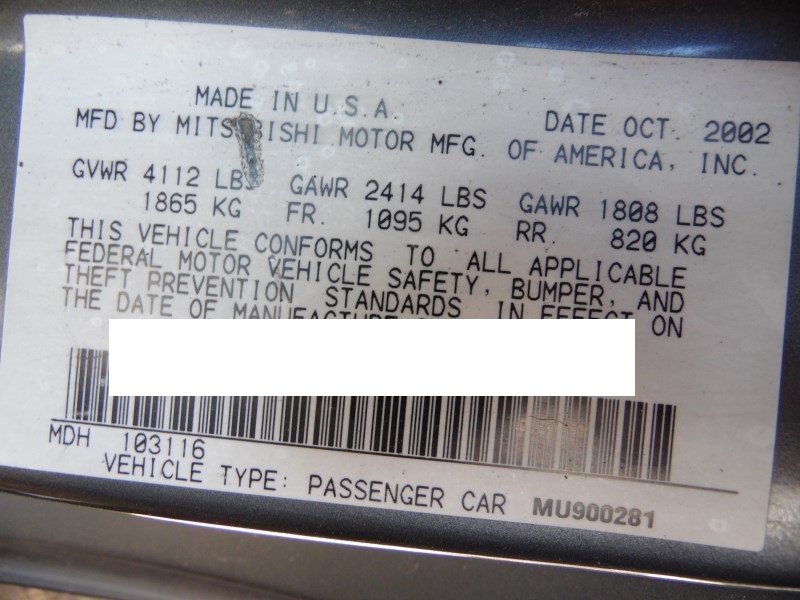 MADE IN U.S.A. DATE OCT. 2002
MFD BY MITSUBISHI MOTOR MFG. OF AMERICA, INC.
GVWR 4112 LBS GAWR 2414 LBS GAWR 1808 LBS
1865 KG FR. 1095 KG RR. 820 KG
THIS VEHICLE CONFORMS TO ALL APPLICABLE
FEDERAL MOTOR VEHICLE SAFETY, BUMPER, AND
THEFT PREVENTION STANDARDS IN EFFECT ON
THE DATE OF MANUFACTURE
MDH 103116
VEHICLE TYPE: PASSENGER CAR MU900281